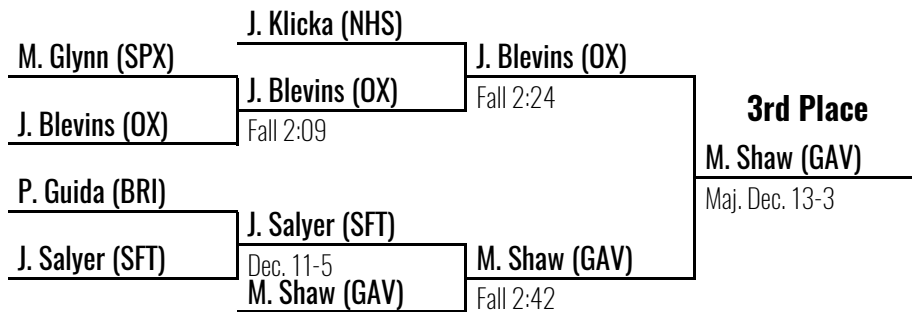 J. Klicka (NHS)
M. Glynn (SPX)
J. Blevins (OX)
J. Blevins (OX)
Fall 2:24
J. Blevins (OX)
Fall 2:09
3rd Place
M. Shaw (GAV)
Maj. Dec. 13-3
P. Guida (BRI)
J. Salyer (SFT)
J. Salyer (SFT)
Dec. 11-5
M. Shaw (GAV)
M. Shaw (GAV)
Fall 2:42